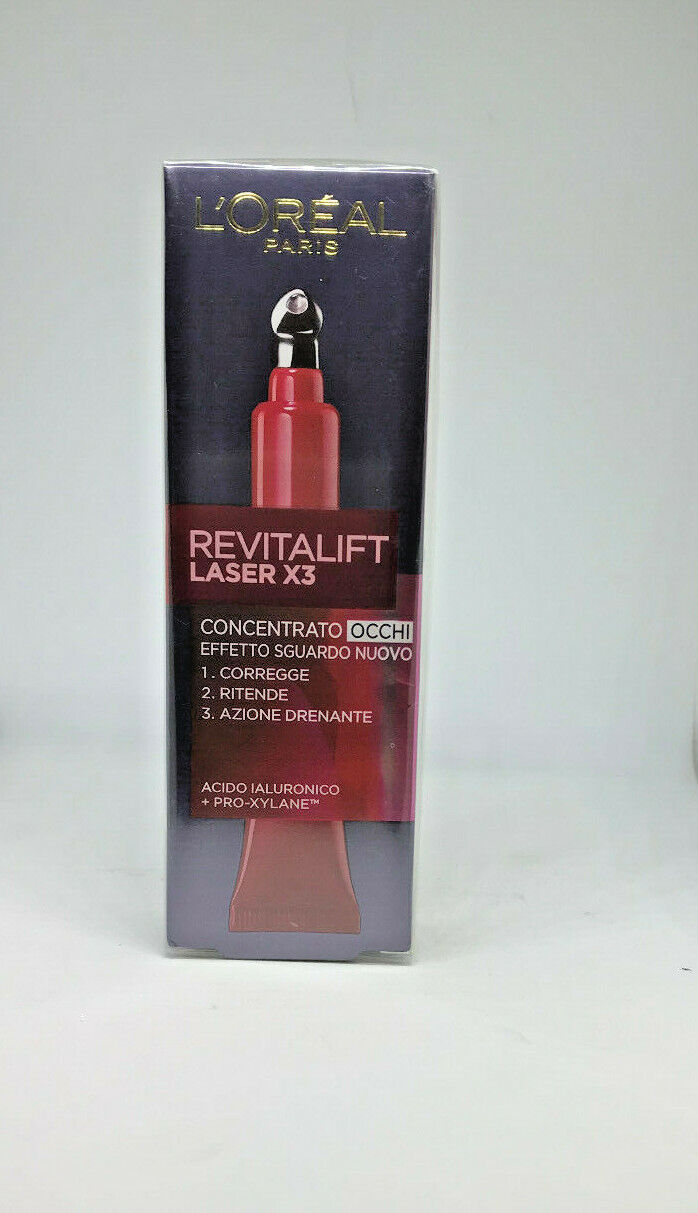 L'ORÉAL
PARIS
REVITALIFT
LASER X3
CONCENTRATO OCCHI
EFFETTO SGUARDO NUOVO
1. CORREGGE
2. RITENDE
3. AZIONE DRENANTE
ACIDO IALURONICO
+ PRO-XYLANE™